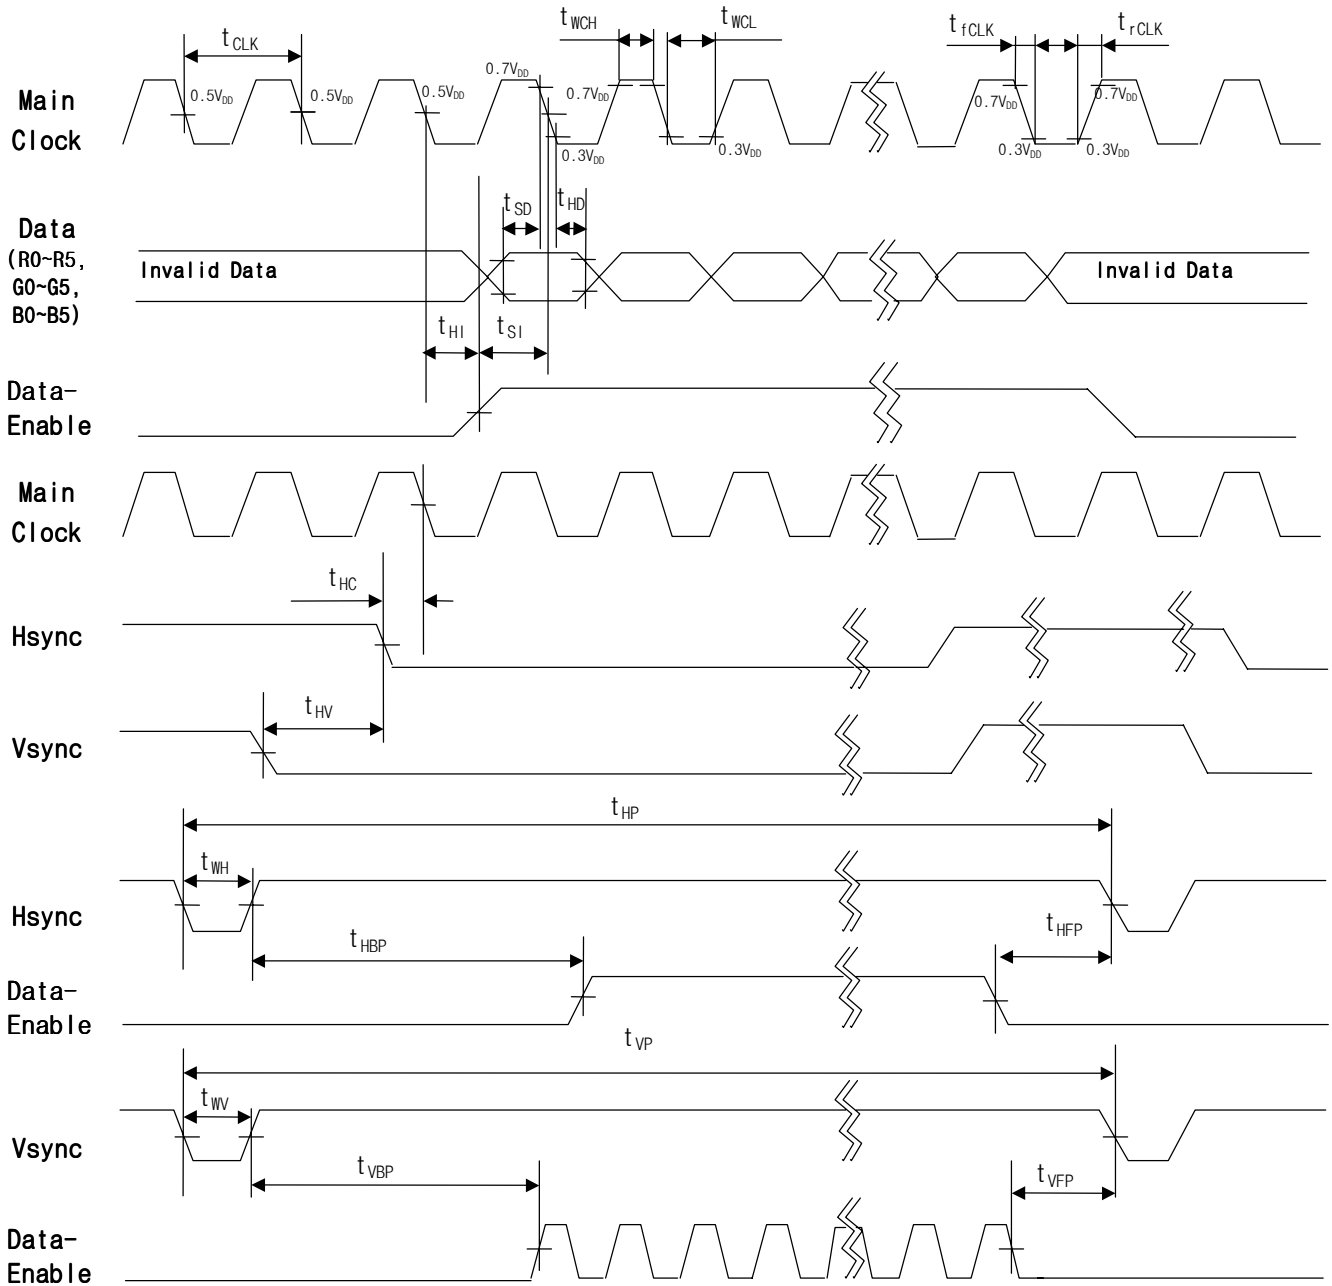 tCLK
tWCH
tWCL
tfCLK
trCLK
Main
Clock
0.5VDD
0.5VDD
0.5VDD
0.7VDD
0.7VDD
0.3VDD
0.3VDD
0.7VDD
0.7VDD
0.3VDD
0.3VDD
Data
(R0~R5,
G0~G5,
B0~B5)
Invalid Data
tSD
tHD
Invalid Data
tHI
tSI
Data-
Enable
Main
Clock
tHC
Hsync
tHV
Vsync
tHP
tWH
Hsync
tHBP
tHFP
Data-
Enable
tVP
tWV
Vsync
tVBP
tVFP
Data-
Enable